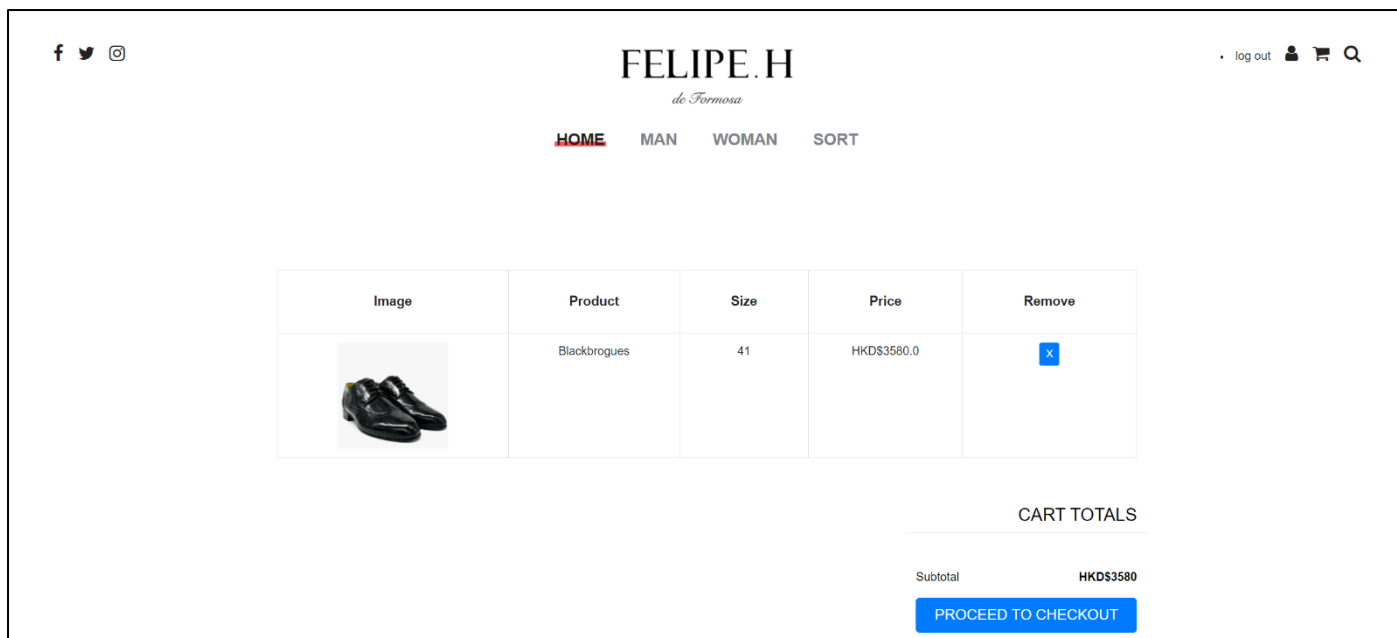 FELIPE.H
de Formosa
log out
HOME MAN WOMAN SORT
Image Product Size Price Remove
Blackbrogues 41 HKD$3580.0 X
CART TOTALS
Subtotal HKD$3580
PROCEED TO CHECKOUT